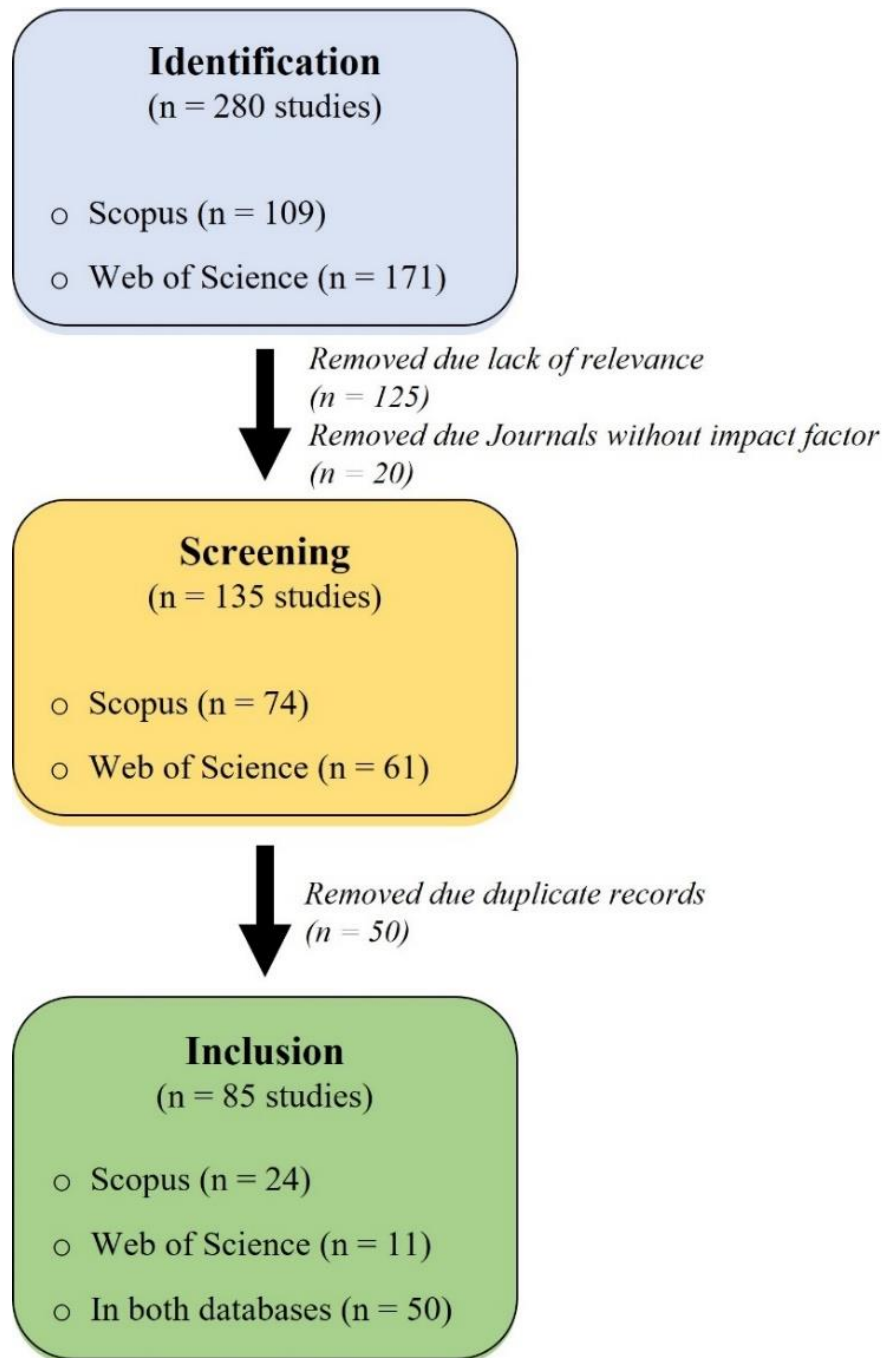 Identification
(n = 280 studies)
o Scopus (n = 109)
o Web of Science (n = 171)
Removed due lack of relevance
(n = 125)
Removed due Journals without impact factor
(n = 20)
Screening
(n = 135 studies)
o Scopus (n = 74)
o Web of Science (n = 61)
Removed due duplicate records
(n = 50)
Inclusion
(n = 85 studies)
o Scopus (n = 24)
o Web of Science (n = 11)
o In both databases (n = 50)